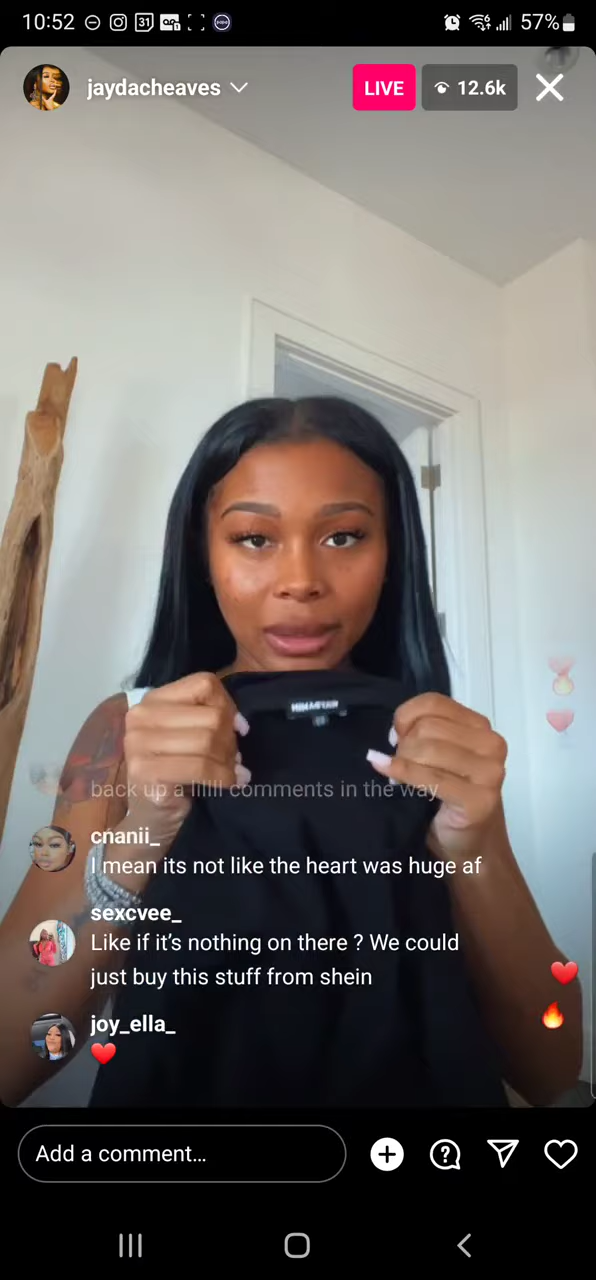 10:52
31
57%
jaydacheaves
LIVE
12.6k
back up a lilllll comments in the way
cnanii_
I mean its not like the heart was huge af
sexcvee_
Like if it's nothing on there ? We could
just buy this stuff from shein
joy_ella_
Add a comment...